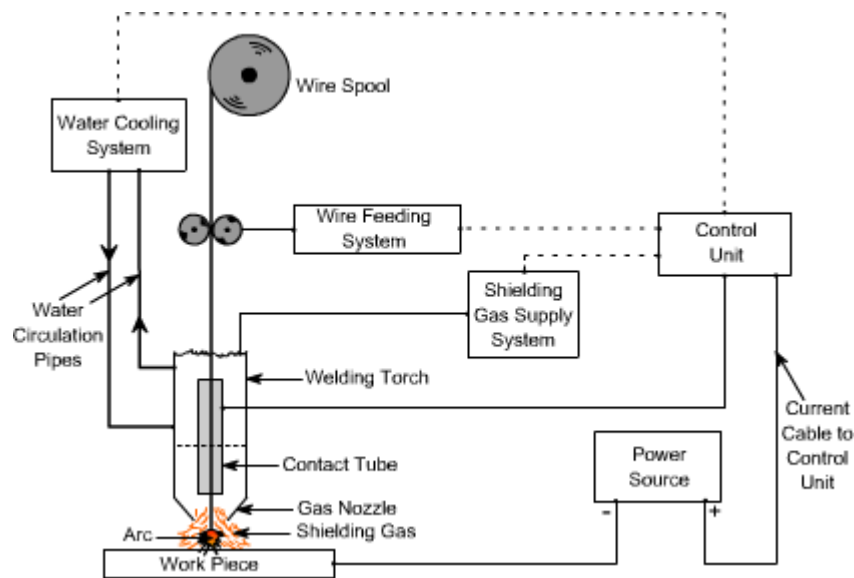 Wire Spool
Water Cooling
System
Wire Feeding
System
Control
Unit
Shielding
Gas Supply
System
Water
Circulation
Pipes
Welding Torch
Current
Cable to
Control
Unit
Contact Tube
Power
Source
- +
Gas Nozzle
Shielding Gas
Arc
Work Piece